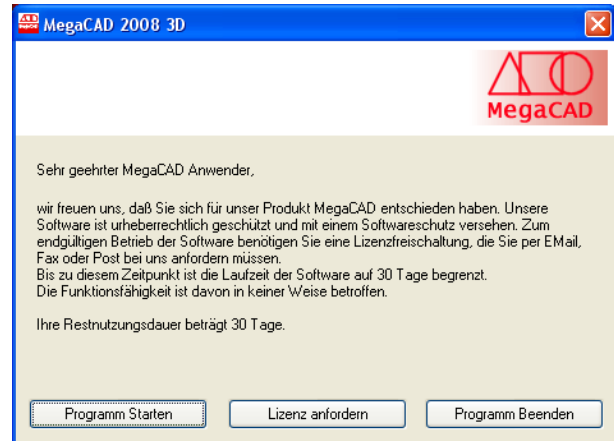 MegaCAD 2008 3D
MegaCAD
Sehr geehrter MegaCAD Anwender,
wir freuen uns, daß Sie sich für unser Produkt MegaCAD entschieden haben. Unsere
Software ist urheberrechtlich geschützt und mit einem Softwareschutz versehen. Zum
endgültigen Betrieb der Software benötigen Sie eine Lizenzfreischaltung, die Sie per EMail,
Fax oder Post bei uns anfordern müssen.
Bis zu diesem Zeitpunkt ist die Laufzeit der Software auf 30 Tage begrenzt.
Die Funktionsfähigkeit ist davon in keiner Weise betroffen.
Ihre Restnutzungsdauer beträgt 30 Tage.
Programm Starten
Lizenz anfordern
Programm Beenden